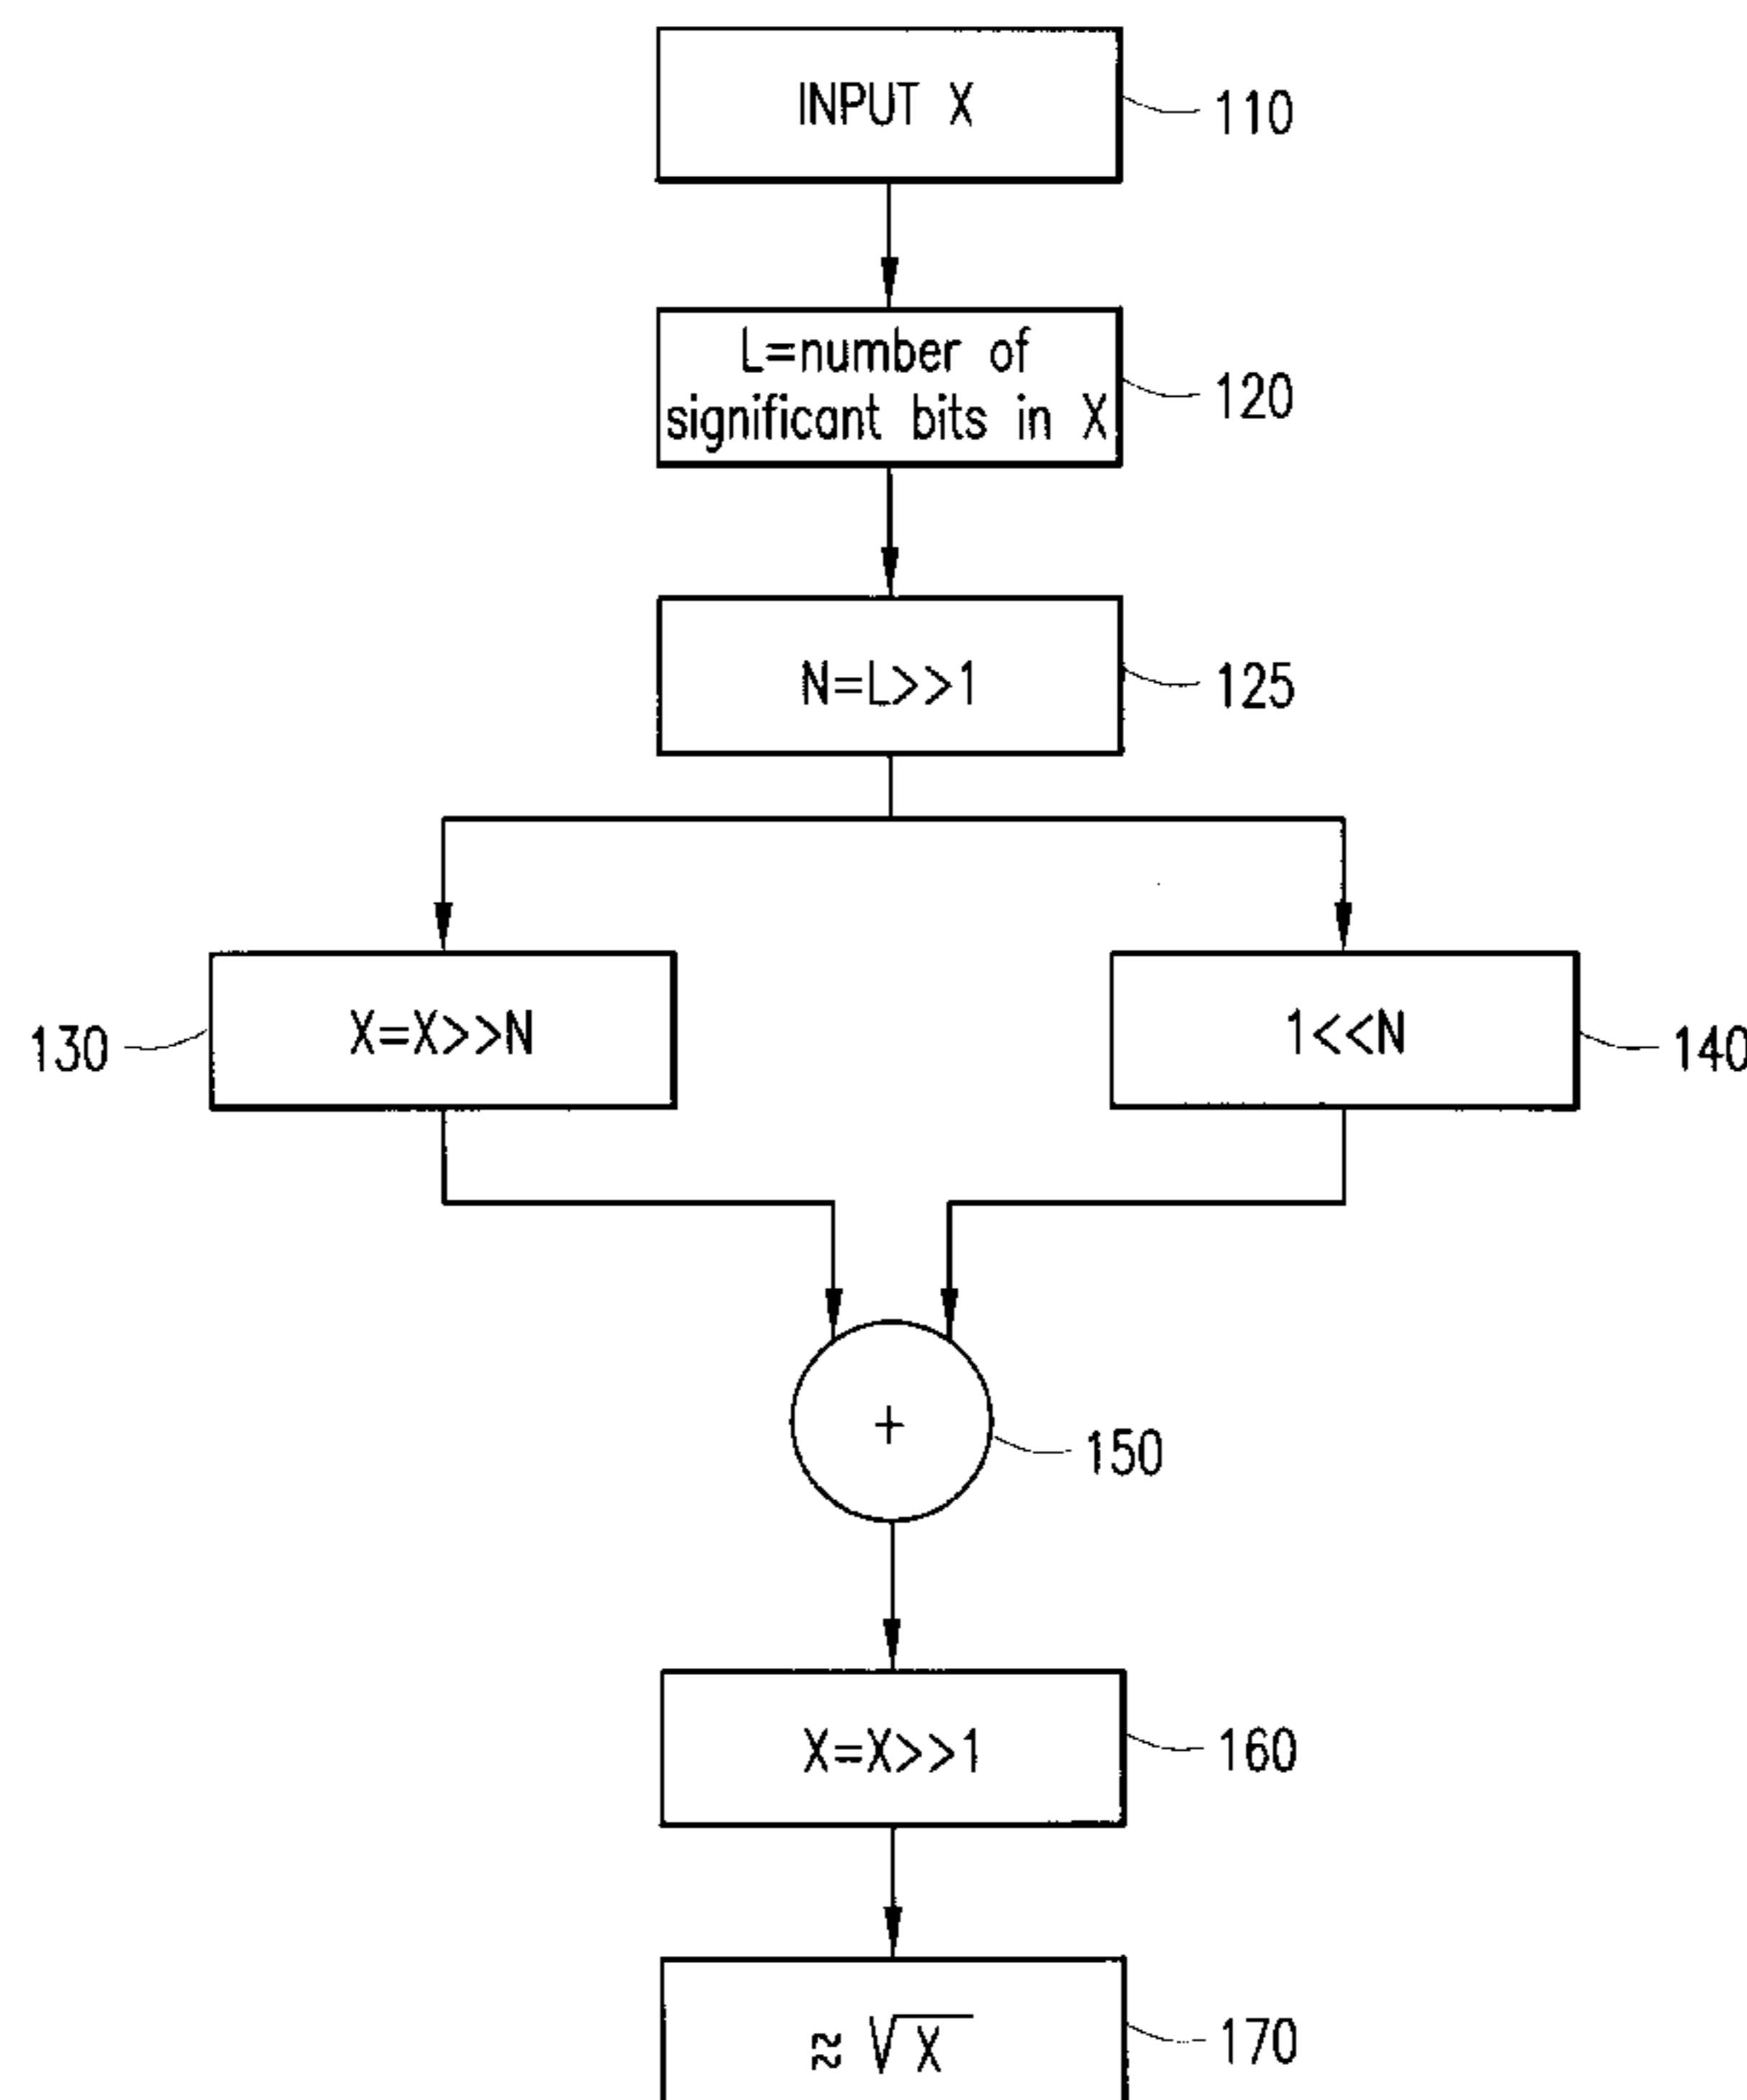 INPUT X
110
L=number of
significant bits in X
120
N=L>>1
125
130
X=X>>N
1<<N
140
+
150
X=X>>1
160
≈ √X
170